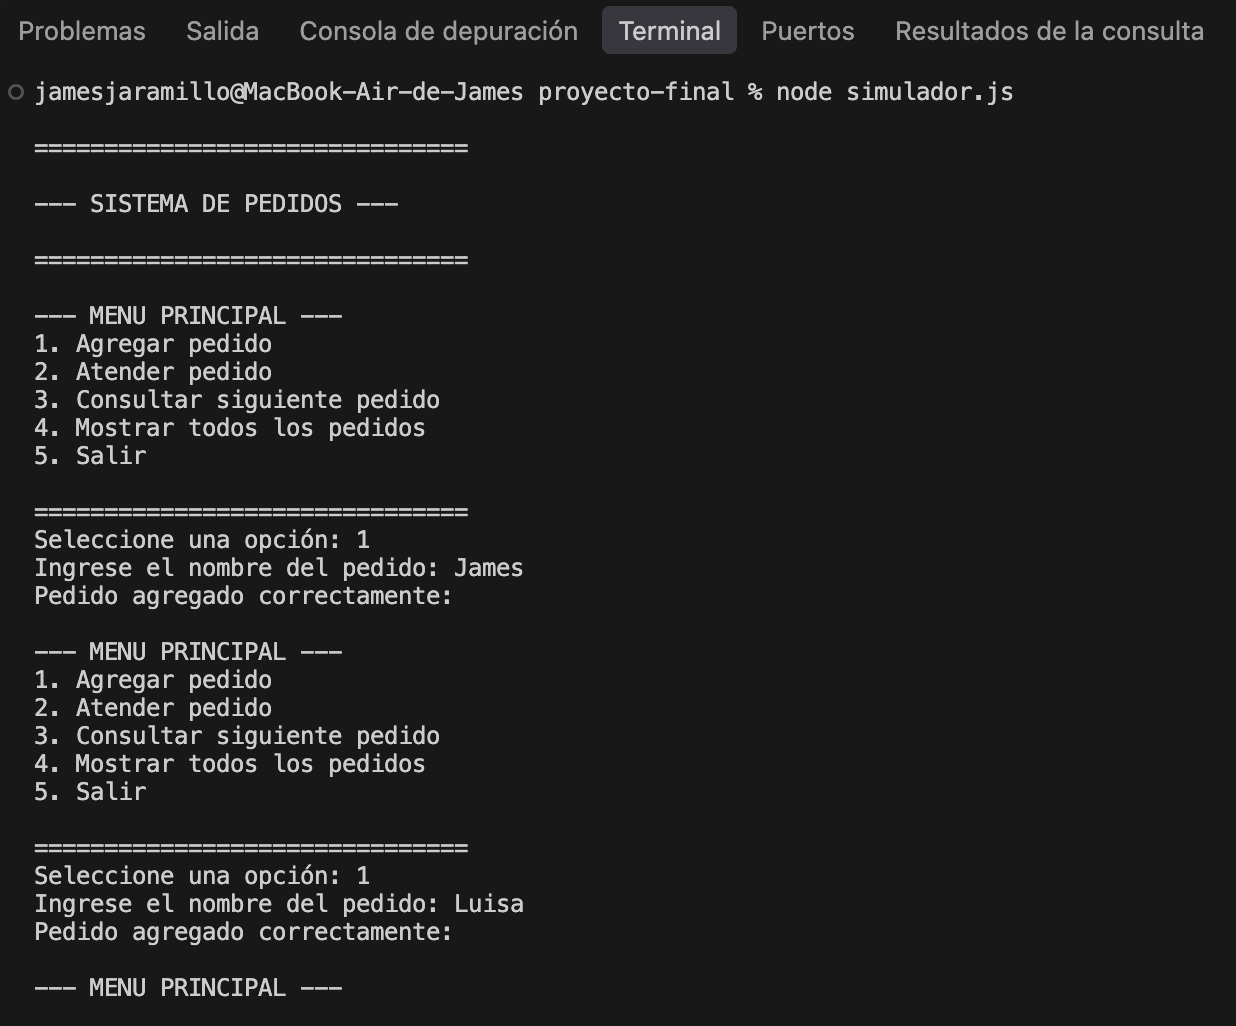 Problemas Salida Consola de depuración Terminal Puertos Resultados de la consulta
jamesjaramillo@MacBook-Air-de-James proyecto-final % node simulador.js
===============================
--- SISTEMA DE PEDIDOS ---
===============================
--- MENU PRINCIPAL ---
1. Agregar pedido
2. Atender pedido
3. Consultar siguiente pedido
4. Mostrar todos los pedidos
5. Salir
===============================
Seleccione una opción: 1
Ingrese el nombre del pedido: James
Pedido agregado correctamente:
--- MENU PRINCIPAL ---
1. Agregar pedido
2. Atender pedido
3. Consultar siguiente pedido
4. Mostrar todos los pedidos
5. Salir
===============================
Seleccione una opción: 1
Ingrese el nombre del pedido: Luisa
Pedido agregado correctamente:
--- MENU PRINCIPAL ---